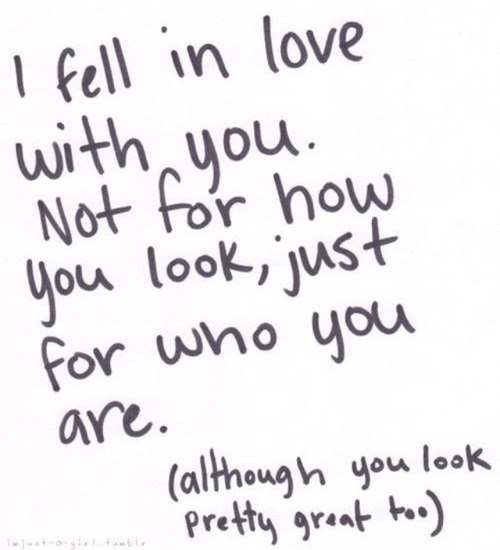 I fell in love
with you.
Not for how
you look, just
for who you
are.
(although you look
pretty great too)
imjust-a-girl.tumblr